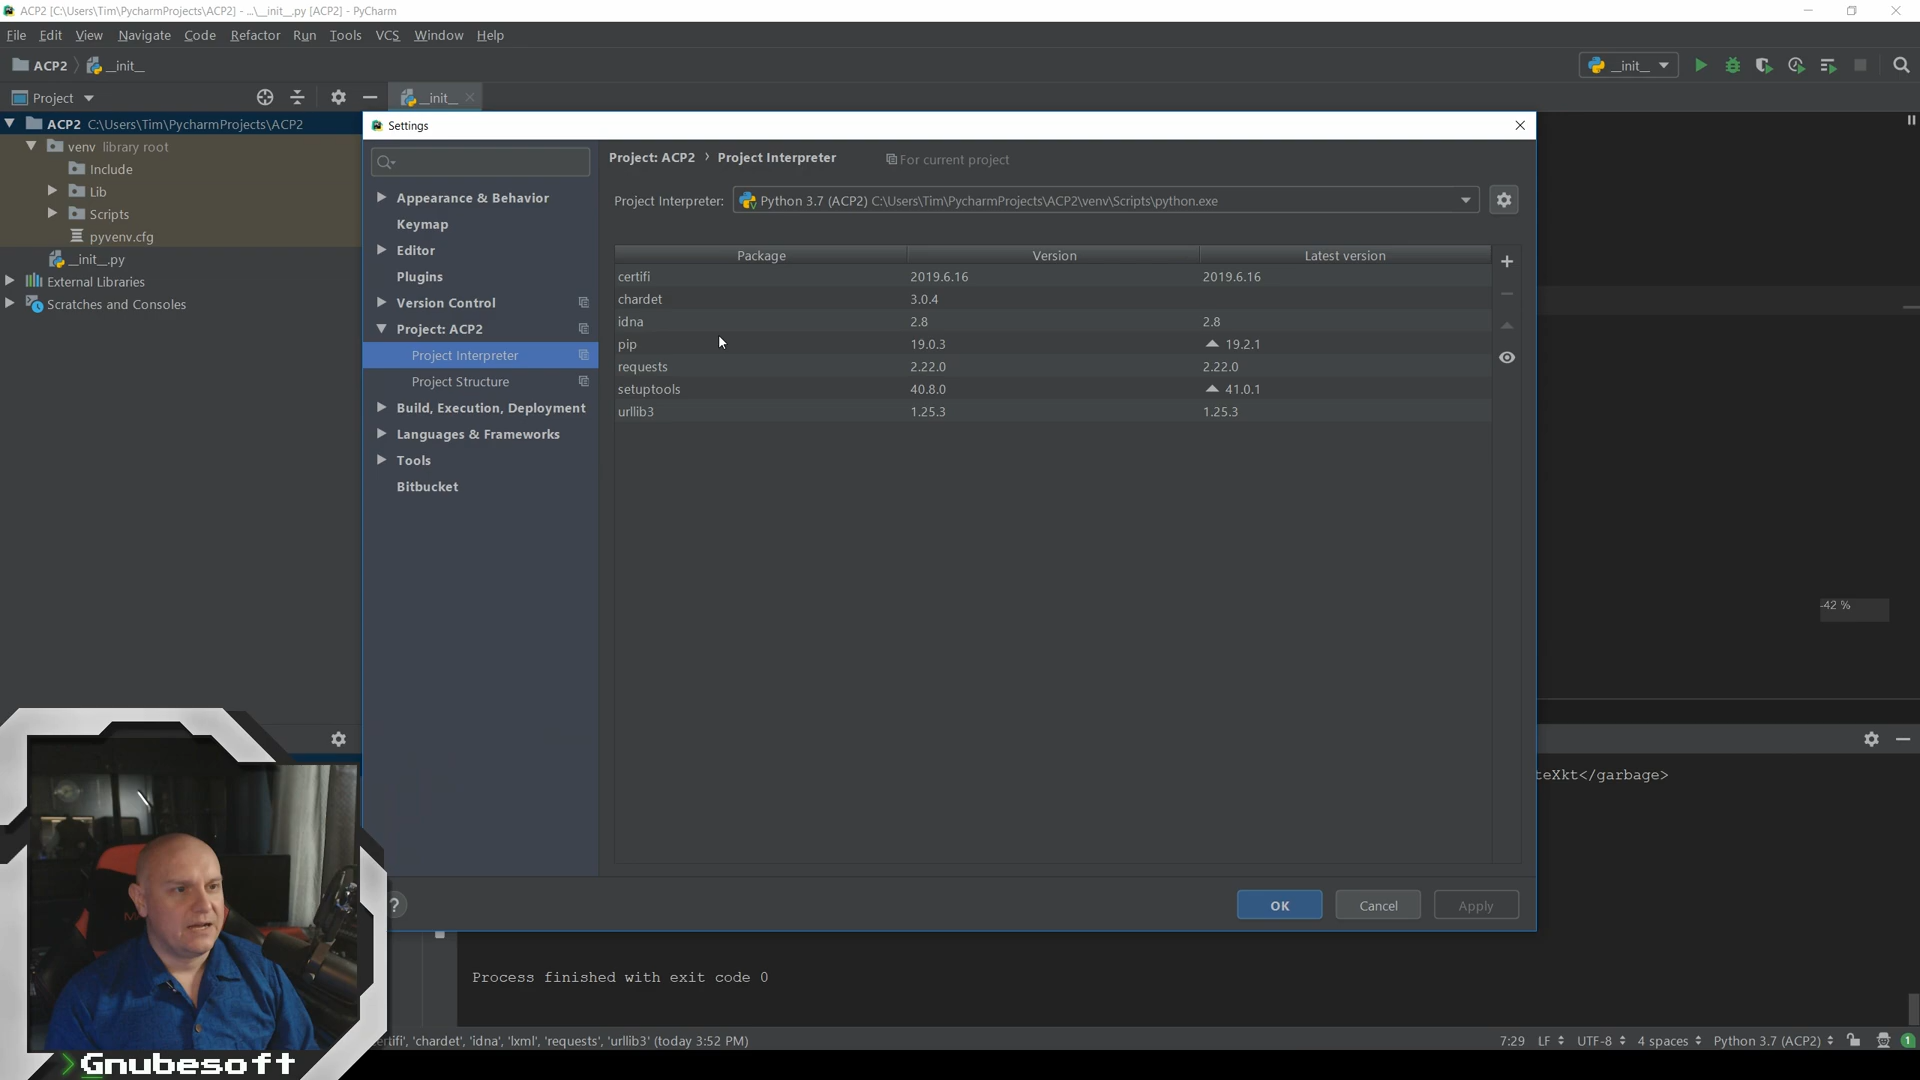 ACP2 [C:\Users\Tim\PycharmProjects\ACP2] - ...\__init__.py [ACP2] - PyCharm
File Edit View Navigate Code Refactor Run Tools VCS Window Help
ACP2 __init__
__init__
Project
__init__
ACP2 C:\Users\Tim\PycharmProjects\ACP2
venv library root
Include
Lib
Scripts
pyvenv.cfg
__init__.py
External Libraries
Scratches and Consoles
Settings
Appearance & Behavior
Keymap
Editor
Plugins
Version Control
Project: ACP2
Project Interpreter
Project Structure
Build, Execution, Deployment
Languages & Frameworks
Tools
Bitbucket
Project: ACP2 › Project Interpreter For current project
Project Interpreter: Python 3.7 (ACP2) C:\Users\Tim\PycharmProjects\ACP2\venv\Scripts\python.exe
Package Version Latest version
certifi 2019.6.16 2019.6.16
chardet 3.0.4
idna 2.8 2.8
pip 19.0.3 19.2.1
requests 2.22.0 2.22.0
setuptools 40.8.0 41.0.1
urllib3 1.25.3 1.25.3
?
OK Cancel Apply
-42 %
teXkt</garbage>
Process finished with exit code 0
'chardet', 'idna', 'lxml', 'requests', 'urllib3' (today 3:52 PM)
7:29 LF UTF-8 4 spaces Python 3.7 (ACP2) 1
>Gnubesoft